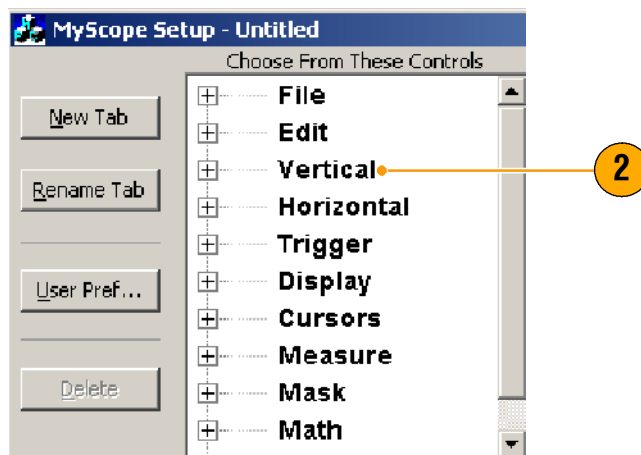 MyScope Setup - Untitled
Choose From These Controls
New Tab
Rename Tab
User Pref...
Delete
File
Edit
Vertical
2
Horizontal
Trigger
Display
Cursors
Measure
Mask
Math